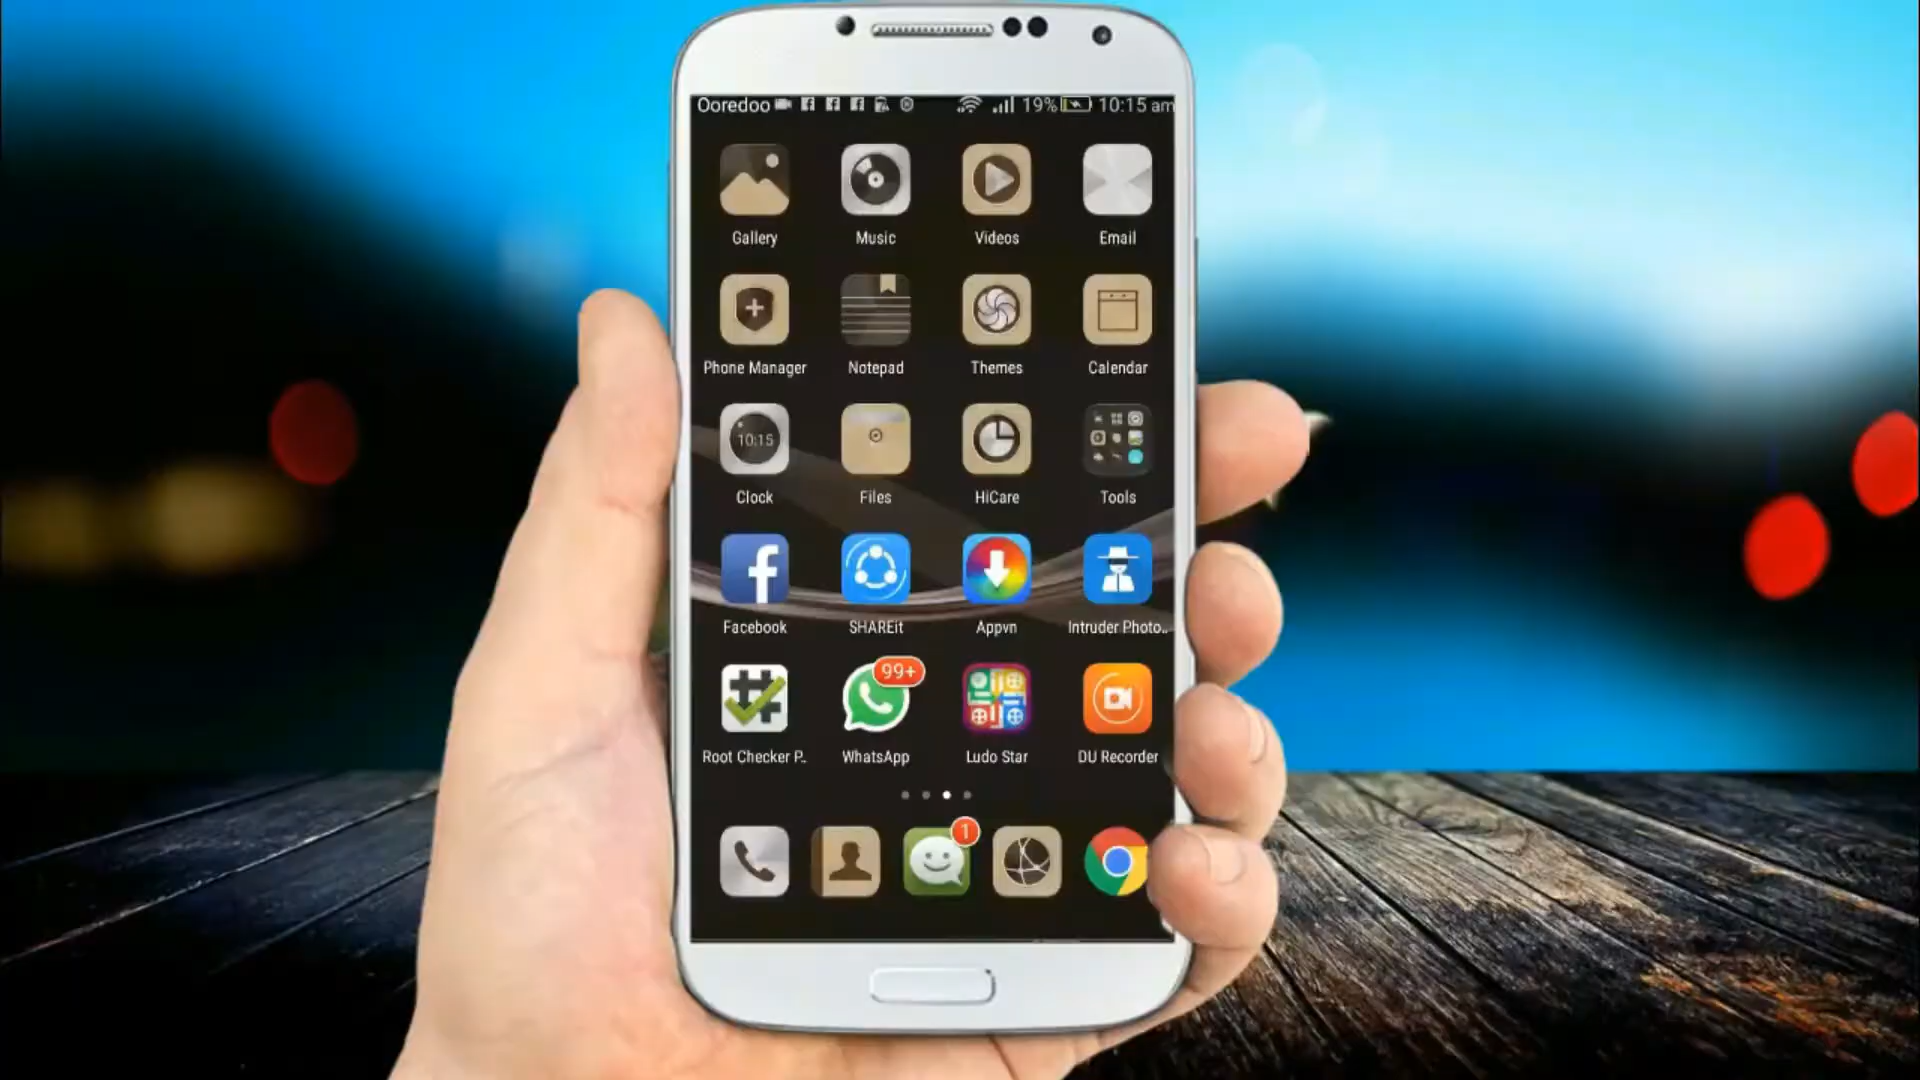 Ooredoo 19% 10:15 am
Gallery Music Videos Email
Phone Manager Notepad Themes Calendar
10:15
Clock Files HiCare Tools
Facebook SHAREit Appvn Intruder Photo..
99+
Root Checker P.. WhatsApp Ludo Star DU Recorder
1